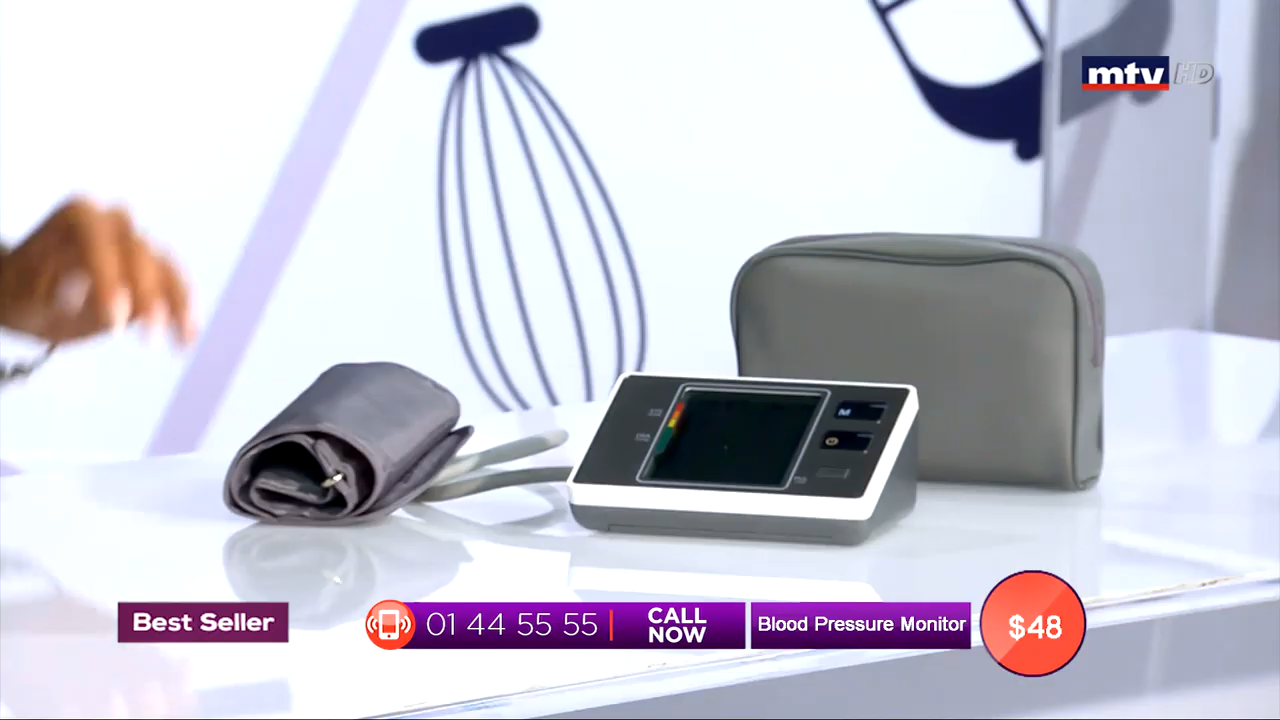 mtv HD
M
Best Seller
01 44 55 55
CALL
NOW
Blood Pressure Monitor
$48